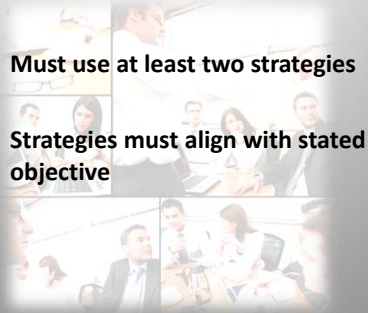 Must use at least two strategies
Strategies must align with stated
objective